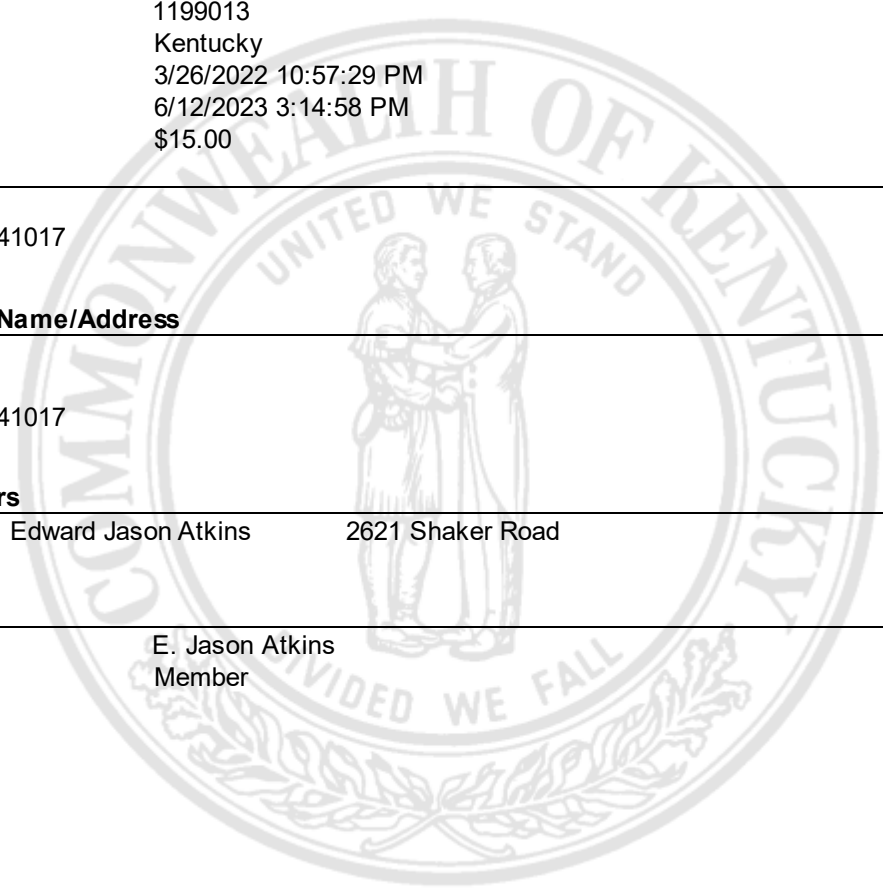 1199013
Kentucky
3/26/2022 10:57:29 PM
6/12/2023 3:14:58 PM
$15.00
41017
Name/Address
41017
rs
Edward Jason Atkins 2621 Shaker Road
E. Jason Atkins
Member
COMMONWEALTH OF KENTUCKY
UNITED WE STAND
DIVIDED WE FALL